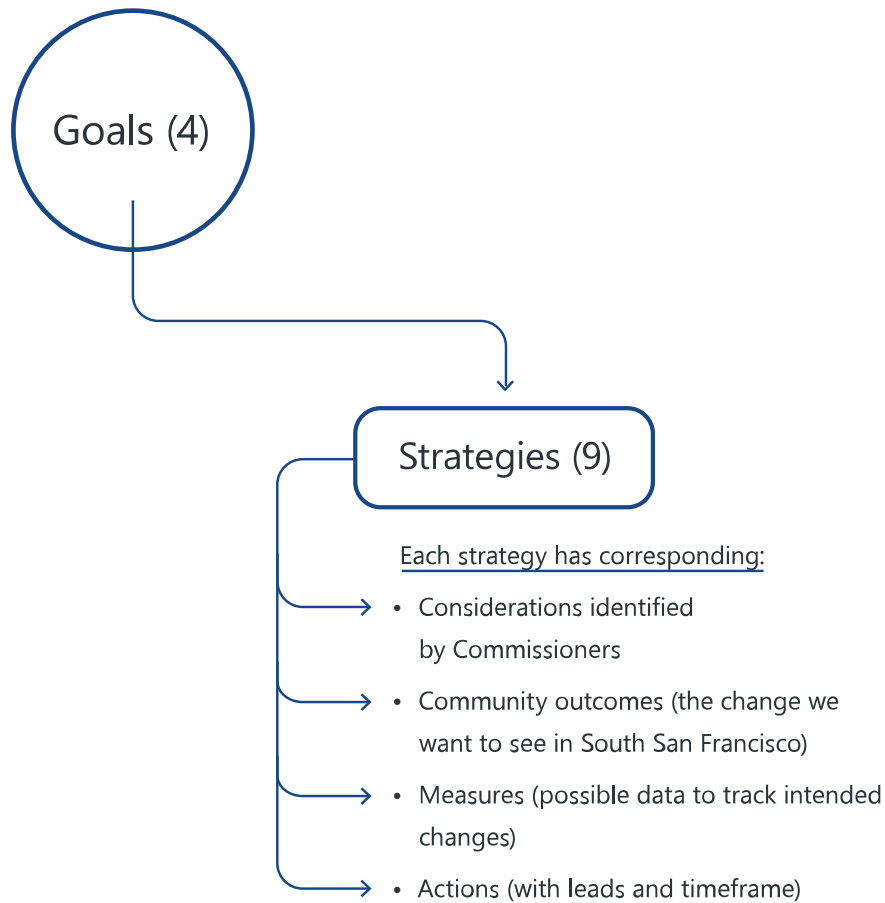 Goals (4)
Strategies (9)
Each strategy has corresponding:
• Considerations identified
by Commissioners
• Community outcomes (the change we
want to see in South San Francisco)
• Measures (possible data to track intended
changes)
• Actions (with leads and timeframe)